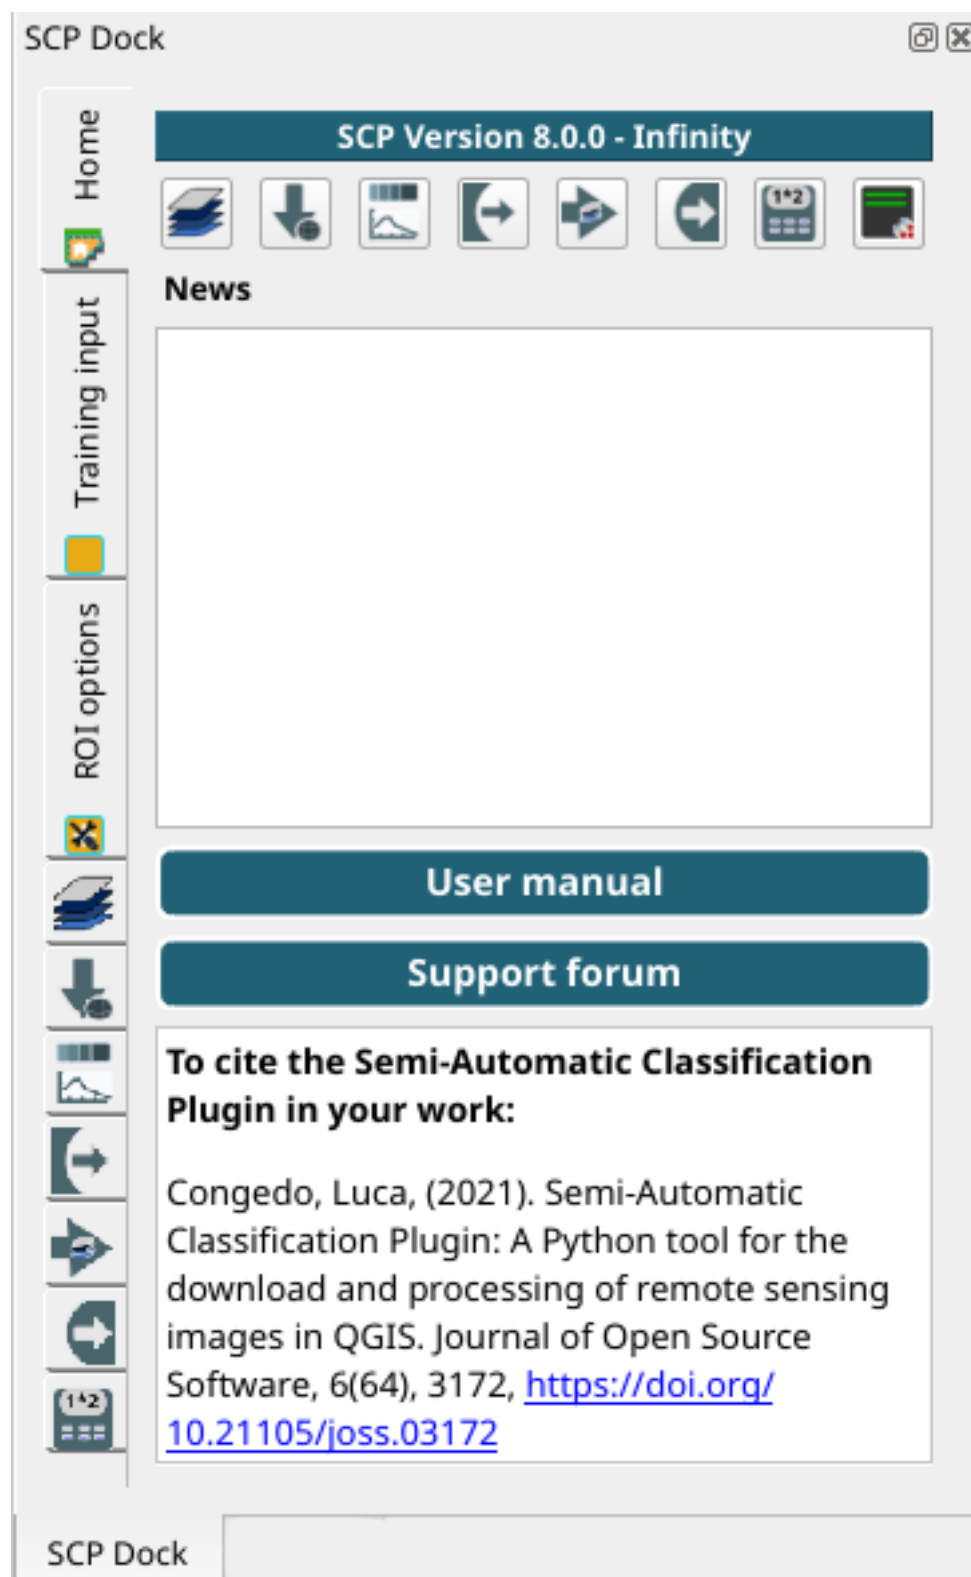 SCP Dock
Home
Training input
ROI options
SCP Version 8.0.0 - Infinity
1*2
News
User manual
Support forum
To cite the Semi-Automatic Classification
Plugin in your work:
Congedo, Luca, (2021). Semi-Automatic
Classification Plugin: A Python tool for the
download and processing of remote sensing
images in QGIS. Journal of Open Source
Software, 6(64), 3172, https://doi.org/
10.21105/joss.03172
1*2
SCP Dock